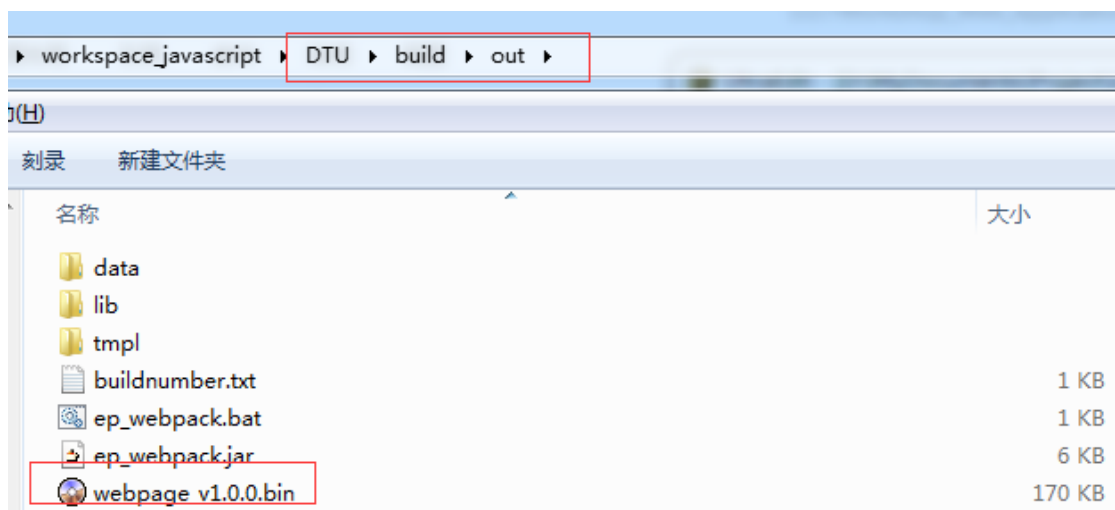 workspace_javascript DTU build out
(H)
刻录 新建文件夹
名称 大小
data
lib
tmpl
buildnumber.txt 1 KB
ep_webpack.bat 1 KB
ep_webpack.jar 6 KB
webpage v1.0.0.bin 170 KB